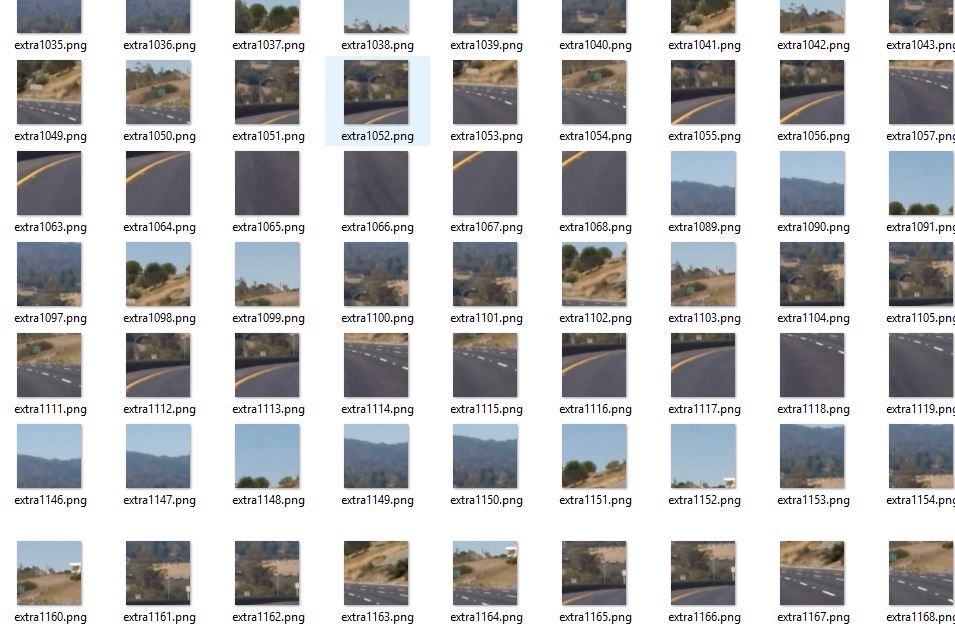 extra1035.png extra1036.png extra1037.png extra1038.png extra1039.png extra1040.png extra1041.png extra1042.png extra1043.png
extra1049.png extra1050.png extra1051.png extra1052.png extra1053.png extra1054.png extra1055.png extra1056.png extra1057.png
extra1063.png extra1064.png extra1065.png extra1066.png extra1067.png extra1068.png extra1089.png extra1090.png extra1091.png
extra1097.png extra1098.png extra1099.png extra1100.png extra1101.png extra1102.png extra1103.png extra1104.png extra1105.png
extra1111.png extra1112.png extra1113.png extra1114.png extra1115.png extra1116.png extra1117.png extra1118.png extra1119.png
extra1146.png extra1147.png extra1148.png extra1149.png extra1150.png extra1151.png extra1152.png extra1153.png extra1154.png
extra1160.png extra1161.png extra1162.png extra1163.png extra1164.png extra1165.png extra1166.png extra1167.png extra1168.png